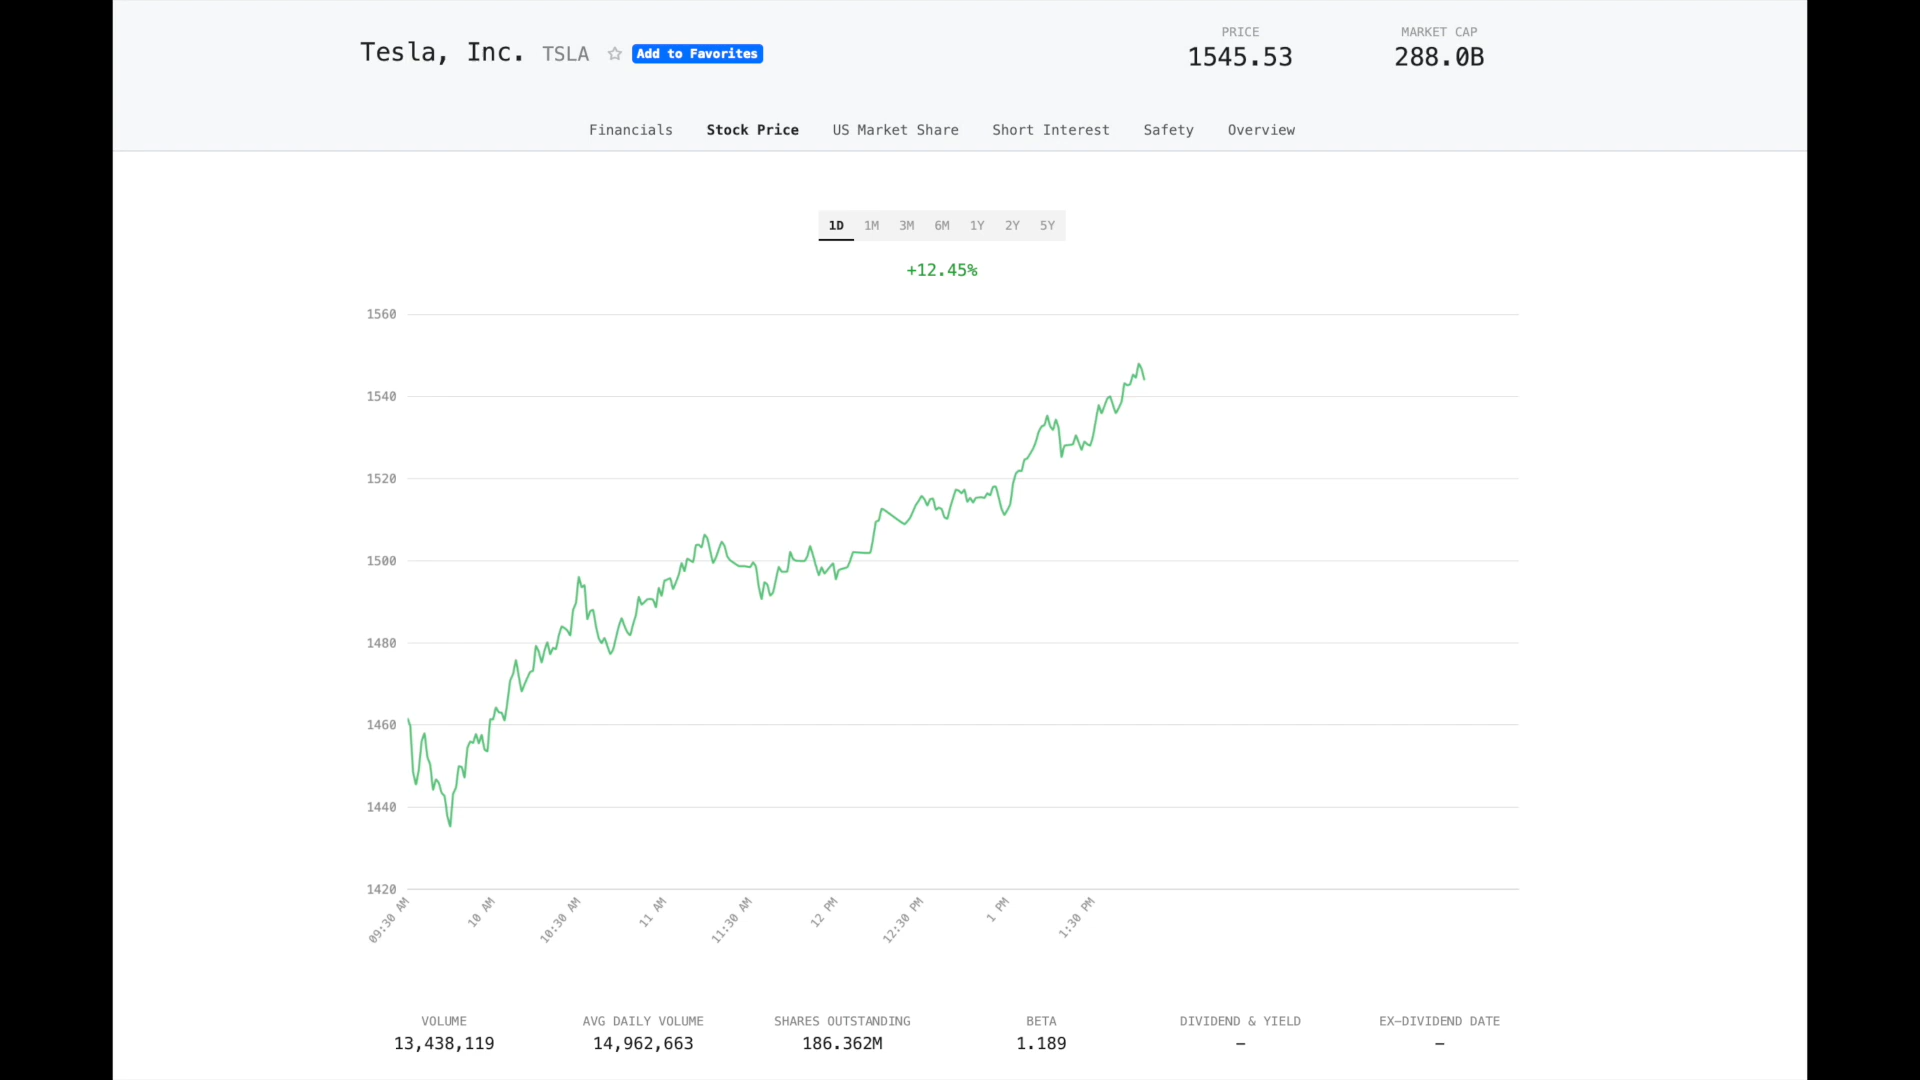 Tesla, Inc. TSLA ☆ Add to Favorites
PRICE
1545.53
MARKET CAP
288.0B
Financials Stock Price US Market Share Short Interest Safety Overview
1D 1M 3M 6M 1Y 2Y 5Y
+12.45%
1560
1540
1520
1500
1480
1460
1440
1420
09:30 AM 10 AM 10:30 AM 11 AM 11:30 AM 12 PM 12:30 PM 1 PM 1:30 PM
VOLUME
13,438,119
AVG DAILY VOLUME
14,962,663
SHARES OUTSTANDING
186.362M
BETA
1.189
DIVIDEND & YIELD
–
EX-DIVIDEND DATE
–